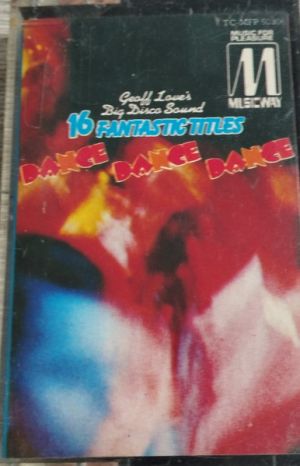 MUSIC FOR
PLEASURE
M
MUSICWAY
Geoff Love's
Big Disco Sound
16 FANTASTIC TITLES
DANCE DANCE DANCE